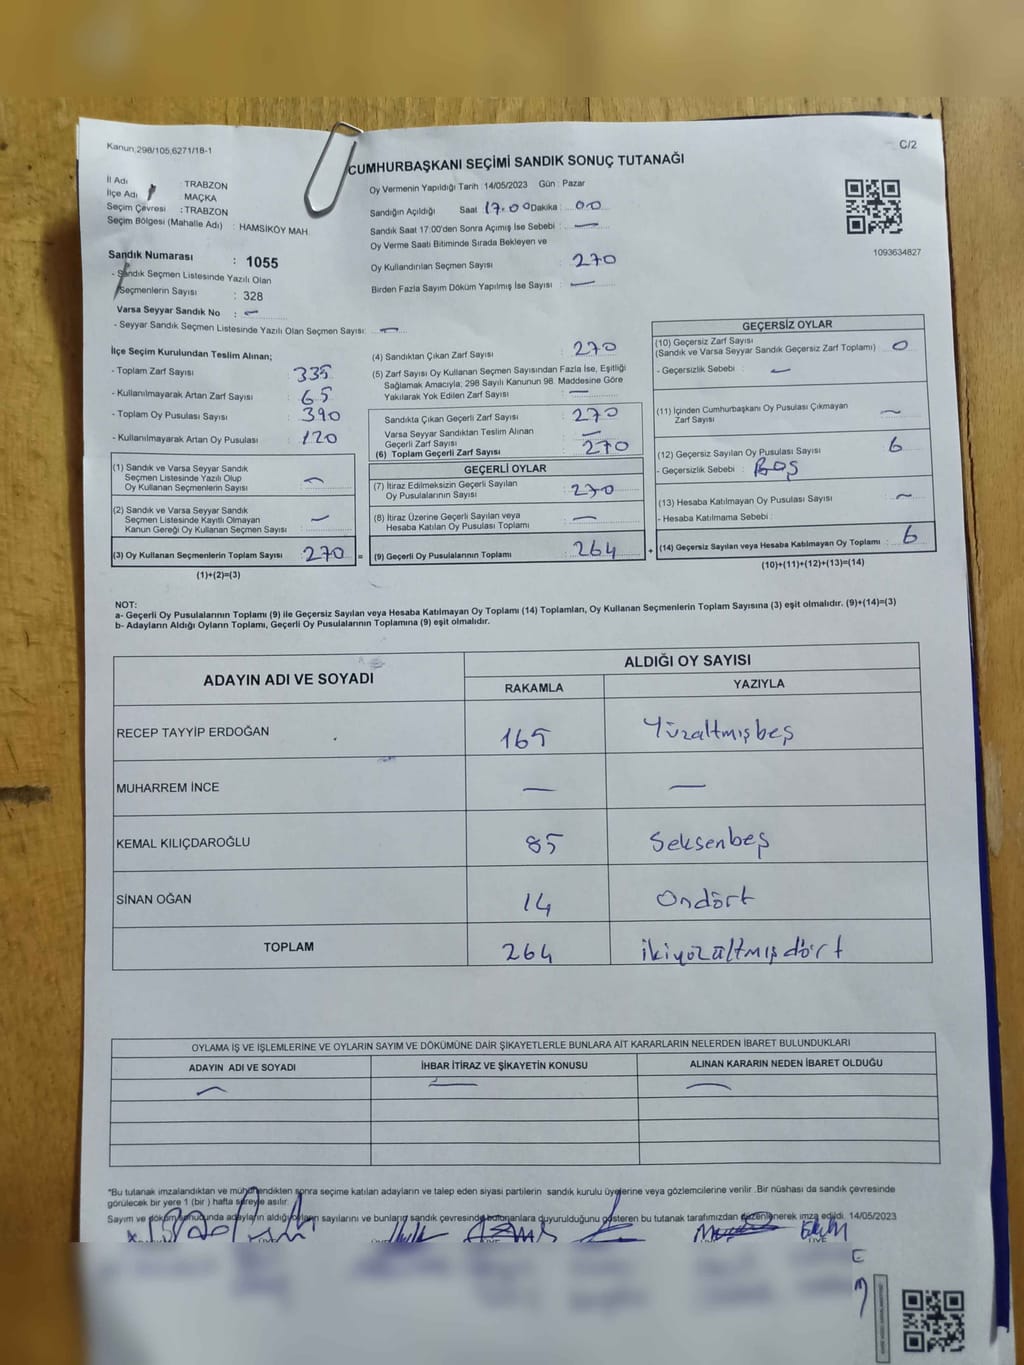 Kanun,298/105,6271/18-1
C/2
CUMHURBAŞKANI SEÇİMİ SANDIK SONUÇ TUTANAĞI
İl Adı : TRABZON
İlçe Adı : MAÇKA
Seçim Çevresi : TRABZON
Seçim Bölgesi (Mahalle Adı) : HAMSİKÖY MAH.
Sandık Numarası : 1055
- Sandık Seçmen Listesinde Yazılı Olan
Seçmenlerin Sayısı : 328
Varsa Seyyar Sandık No : -
- Seyyar Sandık Seçmen Listesinde Yazılı Olan Seçmen Sayısı: -
Oy Vermenin Yapıldığı Tarih :14/05/2023 Gün : Pazar
Sandığın Açıldığı Saat 17.00 Dakika : 00
Sandık Saat 17:00'den Sonra Açımış İse Sebebi : -
Oy Verme Saati Bitiminde Sırada Bekleyen ve
Oy Kullandırılan Seçmen Sayısı : 270
Birden Fazla Sayım Döküm Yapılmış İse Sayısı : -
1093634827
İlçe Seçim Kurulundan Teslim Alınan;
- Toplam Zarf Sayısı : 335
- Kullanılmayarak Artan Zarf Sayısı : 65
- Toplam Oy Pusulası Sayısı : 390
- Kullanılmayarak Artan Oy Pusulası : 120
(1) Sandık ve Varsa Seyyar Sandık
Seçmen Listesinde Yazılı Olup
Oy Kullanan Seçmenlerin Sayısı : -
(2) Sandık ve Varsa Seyyar Sandık
Seçmen Listesinde Kayıtlı Olmayan
Kanun Gereği Oy Kullanan Seçmen Sayısı : -
(3) Oy Kullanan Seçmenlerin Toplam Sayısı : 270 =
(1)+(2)=(3)
(4) Sandıktan Çıkan Zarf Sayısı : 270
(5) Zarf Sayısı Oy Kullanan Seçmen Sayısından Fazla İse, Eşitliği
Sağlamak Amacıyla, 298 Sayılı Kanunun 98. Maddesine Göre
Yakılarak Yok Edilen Zarf Sayısı : -
Sandıkta Çıkan Geçerli Zarf Sayısı : 270
Varsa Seyyar Sandıktan Teslim Alınan
Geçerli Zarf Sayısı : -
(6) Toplam Geçerli Zarf Sayısı : 270
GEÇERLİ OYLAR
(7) İtiraz Edilmeksizin Geçerli Sayılan
Oy Pusulalarının Sayısı : 270
(8) İtiraz Üzerine Geçerli Sayılan veya
Hesaba Katılan Oy Pusulası Toplamı : -
(9) Geçerli Oy Pusulalarının Toplamı : 264 +
GEÇERSİZ OYLAR
(10) Geçersiz Zarf Sayısı
(Sandık ve Varsa Seyyar Sandık Geçersiz Zarf Toplamı) : 0
- Geçersizlik Sebebi : -
(11) İçinden Cumhurbaşkanı Oy Pusulası Çıkmayan
Zarf Sayısı : -
(12) Geçersiz Sayılan Oy Pusulası Sayısı : 6
- Geçersizlik Sebebi : BOŞ
(13) Hesaba Katılmayan Oy Pusulası Sayısı : -
- Hesaba Katılmama Sebebi :
(14) Geçersiz Sayılan veya Hesaba Katılmayan Oy Toplamı : 6
(10)+(11)+(12)+(13)=(14)
NOT:
a- Geçerli Oy Pusulalarının Toplamı (9) ile Geçersiz Sayılan veya Hesaba Katılmayan Oy Toplamı (14) Toplamları, Oy Kullanan Seçmenlerin Toplam Sayısına (3) eşit olmalıdır. (9)+(14)=(3)
b- Adayların Aldığı Oyların Toplamı, Geçerli Oy Pusulalarının Toplamına (9) eşit olmalıdır.
ADAYIN ADI VE SOYADI
ALDIĞI OY SAYISI
RAKAMLA YAZIYLA
RECEP TAYYİP ERDOĞAN 165 Yüzaltmışbeş
MUHARREM İNCE - -
KEMAL KILIÇDAROĞLU 85 Seksenbeş
SİNAN OĞAN 14 Ondört
TOPLAM 264 ikiyüzaltmışdört
OYLAMA İŞ VE İŞLEMLERİNE VE OYLARIN SAYIM VE DÖKÜMÜNE DAİR ŞİKAYETLERLE BUNLARA AİT KARARLARIN NELERDEN İBARET BULUNDUKLARI
ADAYIN ADI VE SOYADI İHBAR İTİRAZ VE ŞİKAYETİN KONUSU ALINAN KARARIN NEDEN İBARET OLDUĞU
- - -
*Bu tutanak imzalandıktan ve mühürlendikten sonra seçime katılan adayların ve talep eden siyasi partilerin sandık kurulu üyelerine veya gözlemcilerine verilir .Bir nüshası da sandık çevresinde
görülecek bir yere 1 (bir ) hafta süreyle asılır.
Sayım ve döküm sonucunda adayların aldığı oyların sayılarını ve bunların sandık çevresinde bulunanlara duyurulduğunu gösteren bu tutanak tarafımızdan düzenlenerek imza edildi. 14/05/2023